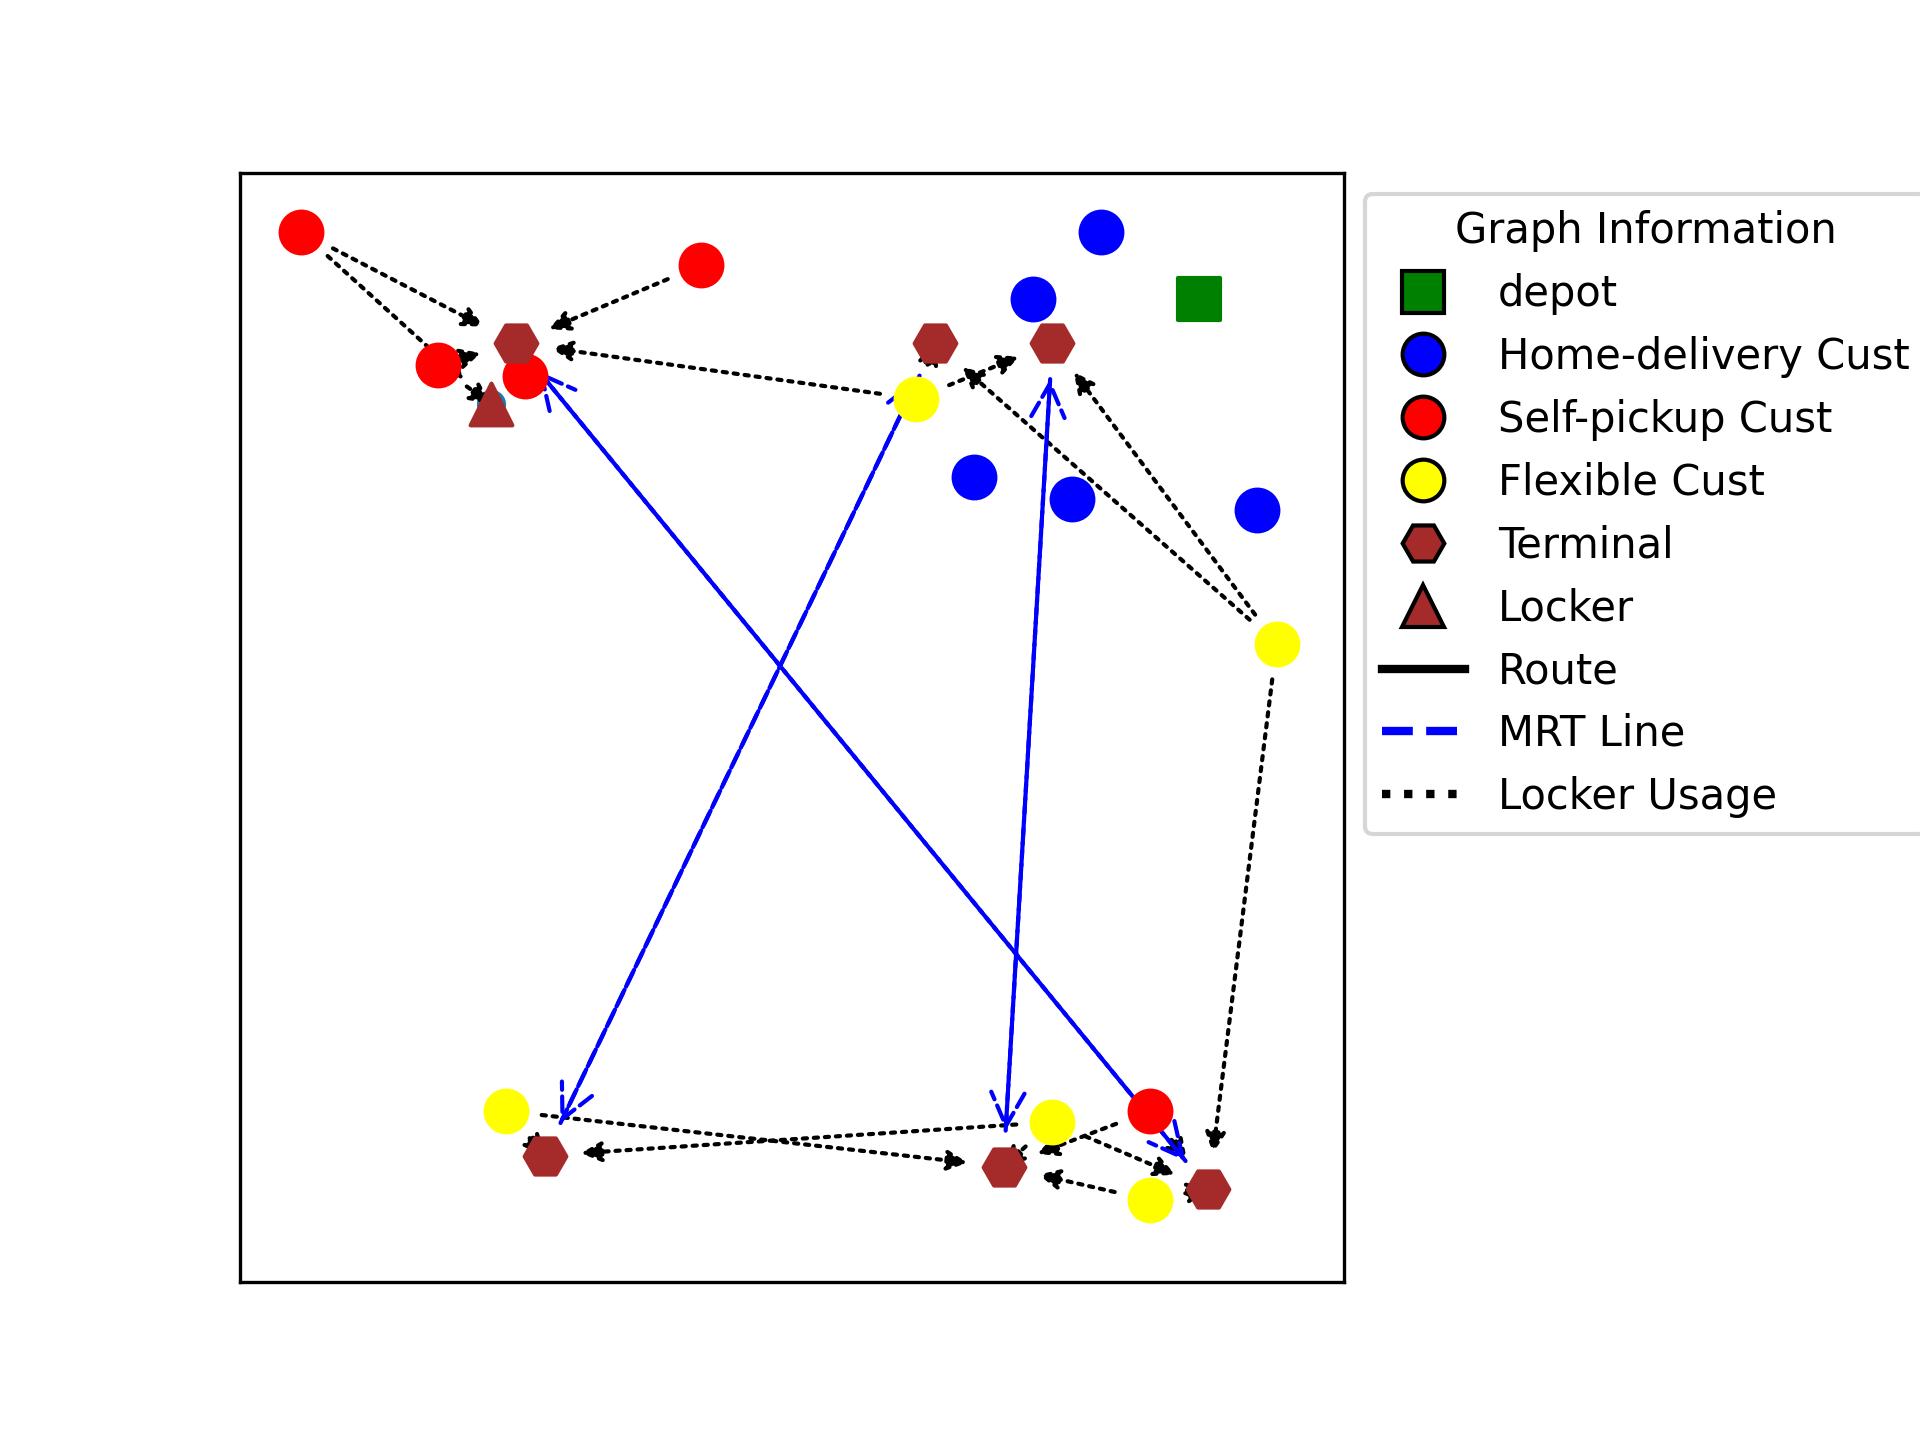 Graph Information
depot
Home-delivery Cust
Self-pickup Cust
Flexible Cust
Terminal
Locker
Route
MRT Line
Locker Usage